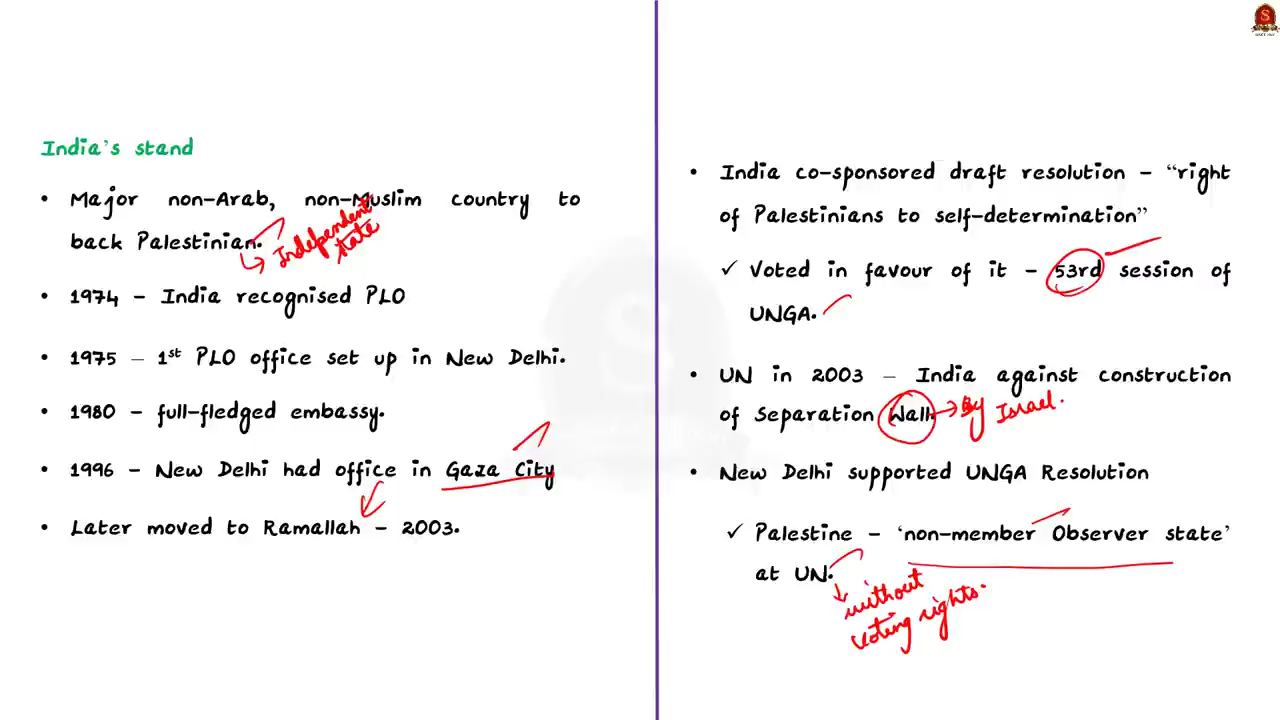 India's stand
• Major non-Arab, non-Muslim country to
back Palestinian.
Independent
state
• 1974 – India recognised PLO
• 1975 – 1st PLO office set up in New Delhi.
• 1980 – full-fledged embassy.
• 1996 – New Delhi had office in Gaza City
• Later moved to Ramallah – 2003.
• India co-sponsored draft resolution – “right
of Palestinians to self-determination”
✓ Voted in favour of it – 53rd session of
UNGA.
• UN in 2003 – India against construction
of Separation Wall. → By Israel.
• New Delhi supported UNGA Resolution
✓ Palestine – ‘non-member Observer state’
at UN.
without
voting rights.